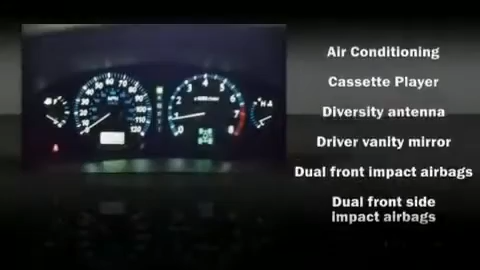 Air Conditioning
Cassette Player
Diversity antenna
Driver vanity mirror
Dual front impact airbags
Dual front side
impact airbags